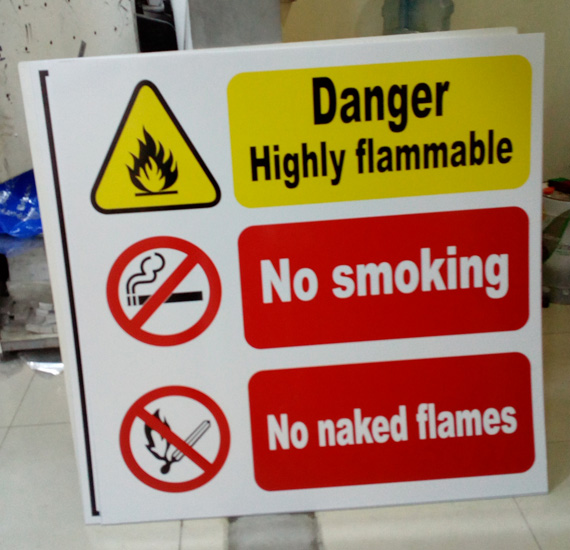 Danger
Highly flammable
No smoking
No naked flames